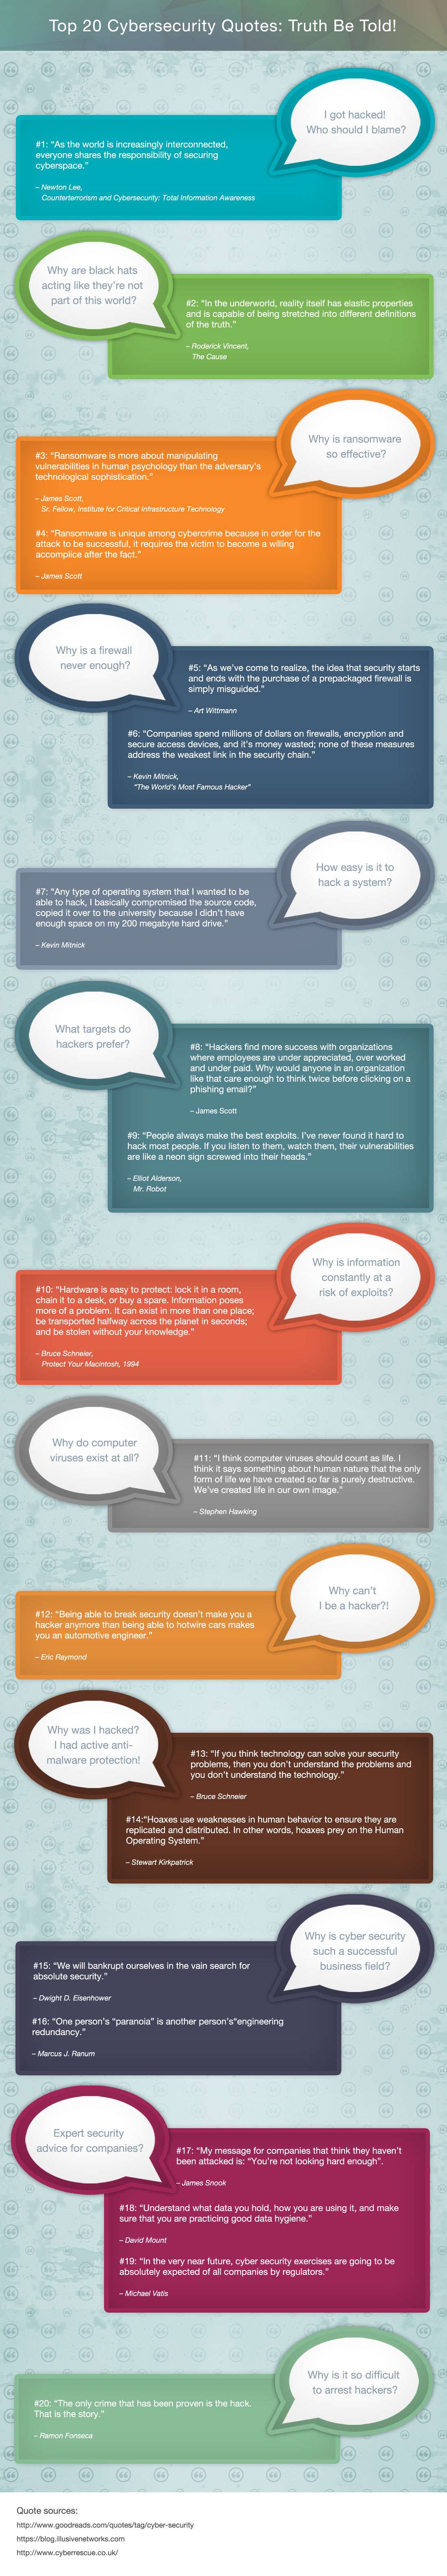 Top 20 Cybersecurity Quotes: Truth Be Told!
I got hacked!
Who should I blame?
#1: “As the world is increasingly interconnected,
everyone shares the responsibility of securing
cyberspace.”
– Newton Lee,
Counterterrorism and Cybersecurity: Total Information Awareness
Why are black hats
acting like they’re not
part of this world?
#2: “In the underworld, reality itself has elastic properties
and is capable of being stretched into different definitions
of the truth.”
– Roderick Vincent,
The Cause
Why is ransomware
so effective?
#3: “Ransomware is more about manipulating
vulnerabilities in human psychology than the adversary’s
technological sophistication.”
– James Scott,
Sr. Fellow, Institute for Critical Infrastructure Technology
#4: “Ransomware is unique among cybercrime because in order for the
attack to be successful, it requires the victim to become a willing
accomplice after the fact.”
– James Scott
Why is a firewall
never enough?
#5: “As we’ve come to realize, the idea that security starts
and ends with the purchase of a prepackaged firewall is
simply misguided.”
– Art Wittmann
#6: “Companies spend millions of dollars on firewalls, encryption and
secure access devices, and it’s money wasted; none of these measures
address the weakest link in the security chain.”
– Kevin Mitnick,
“The World’s Most Famous Hacker”
How easy is it to
hack a system?
#7: “Any type of operating system that I wanted to be
able to hack, I basically compromised the source code,
copied it over to the university because I didn’t have
enough space on my 200 megabyte hard drive.”
– Kevin Mitnick
What targets do
hackers prefer?
#8: “Hackers find more success with organizations
where employees are under appreciated, over worked
and under paid. Why would anyone in an organization
like that care enough to think twice before clicking on a
phishing email?”
– James Scott
#9: “People always make the best exploits. I’ve never found it hard to
hack most people. If you listen to them, watch them, their vulnerabilities
are like a neon sign screwed into their heads.”
– Elliot Alderson,
Mr. Robot
Why is information
constantly at a
risk of exploits?
#10: “Hardware is easy to protect: lock it in a room,
chain it to a desk, or buy a spare. Information poses
more of a problem. It can exist in more than one place;
be transported halfway across the planet in seconds;
and be stolen without your knowledge.”
– Bruce Schneier,
Protect Your Macintosh, 1994
Why do computer
viruses exist at all?
#11: “I think computer viruses should count as life. I
think it says something about human nature that the only
form of life we have created so far is purely destructive.
We’ve created life in our own image.”
– Stephen Hawking
Why can’t
I be a hacker?!
#12: “Being able to break security doesn’t make you a
hacker anymore than being able to hotwire cars makes
you an automotive engineer.”
– Eric Raymond
Why was I hacked?
I had active anti-
malware protection!
#13: “If you think technology can solve your security
problems, then you don’t understand the problems and
you don’t understand the technology.”
– Bruce Schneier
#14:“Hoaxes use weaknesses in human behavior to ensure they are
replicated and distributed. In other words, hoaxes prey on the Human
Operating System.”
– Stewart Kirkpatrick
Why is cyber security
such a successful
business field?
#15: “We will bankrupt ourselves in the vain search for
absolute security.”
– Dwight D. Eisenhower
#16: “One person’s “paranoia” is another person’s“engineering
redundancy.”
– Marcus J. Ranum
Expert security
advice for companies?
#17: “My message for companies that think they haven’t
been attacked is: “You’re not looking hard enough”.
– James Snook
#18: “Understand what data you hold, how you are using it, and make
sure that you are practicing good data hygiene.”
– David Mount
#19: “In the very near future, cyber security exercises are going to be
absolutely expected of all companies by regulators.”
– Michael Vatis
Why is it so difficult
to arrest hackers?
#20: “The only crime that has been proven is the hack.
That is the story.”
– Ramon Fonseca
Quote sources:
http://www.goodreads.com/quotes/tag/cyber-security
https://blog.illusivenetworks.com
http://www.cyberrescue.co.uk/